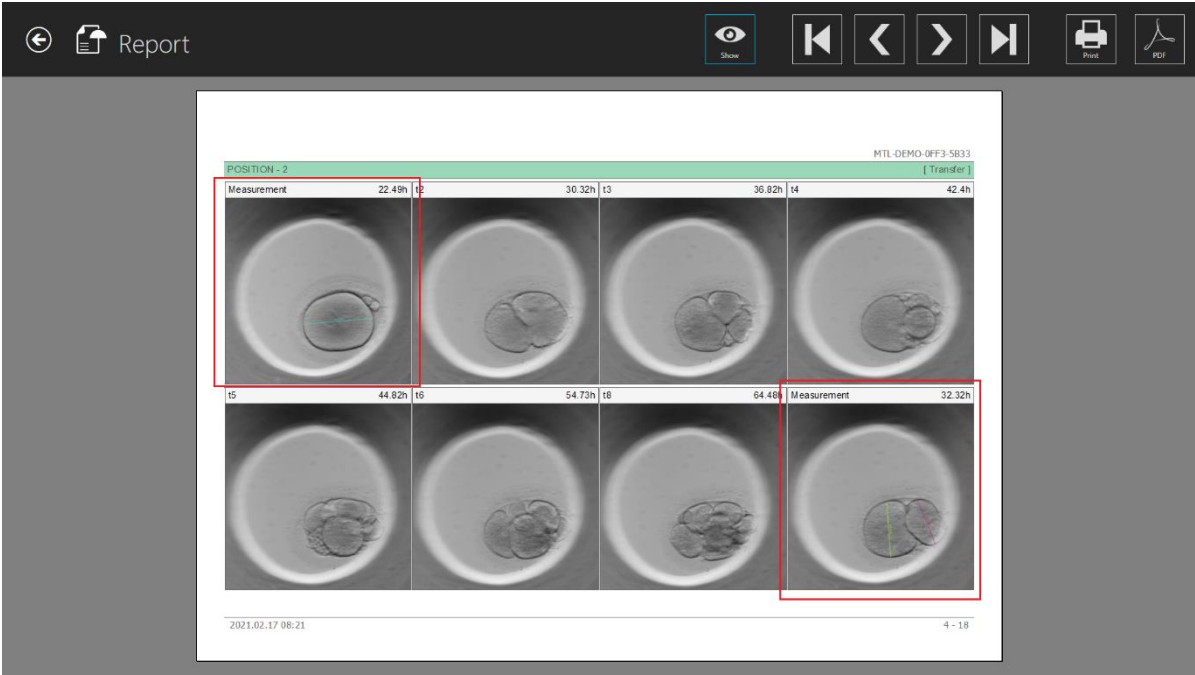 Report
Show
Print
PDF
MTL-DEMO-0FF3-5B33
POSITION - 2 [ Transfer ]
Measurement 22.49h t2 30.32h t3 36.82h t4 42.4h
t5 44.82h t6 54.73h t8 64.48h Measurement 32.32h
2021.02.17 08:21 4 - 18